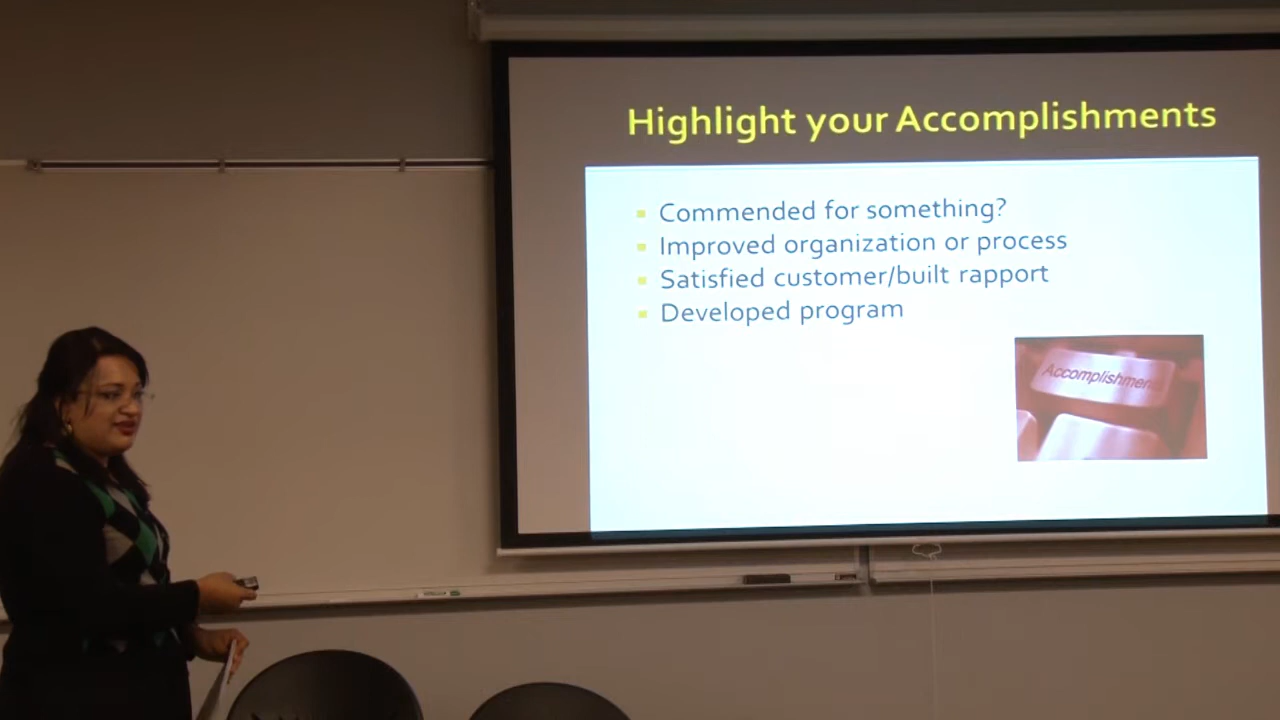 Highlight your Accomplishments
Commended for something?
Improved organization or process
Satisfied customer/built rapport
Developed program
Accomplishment